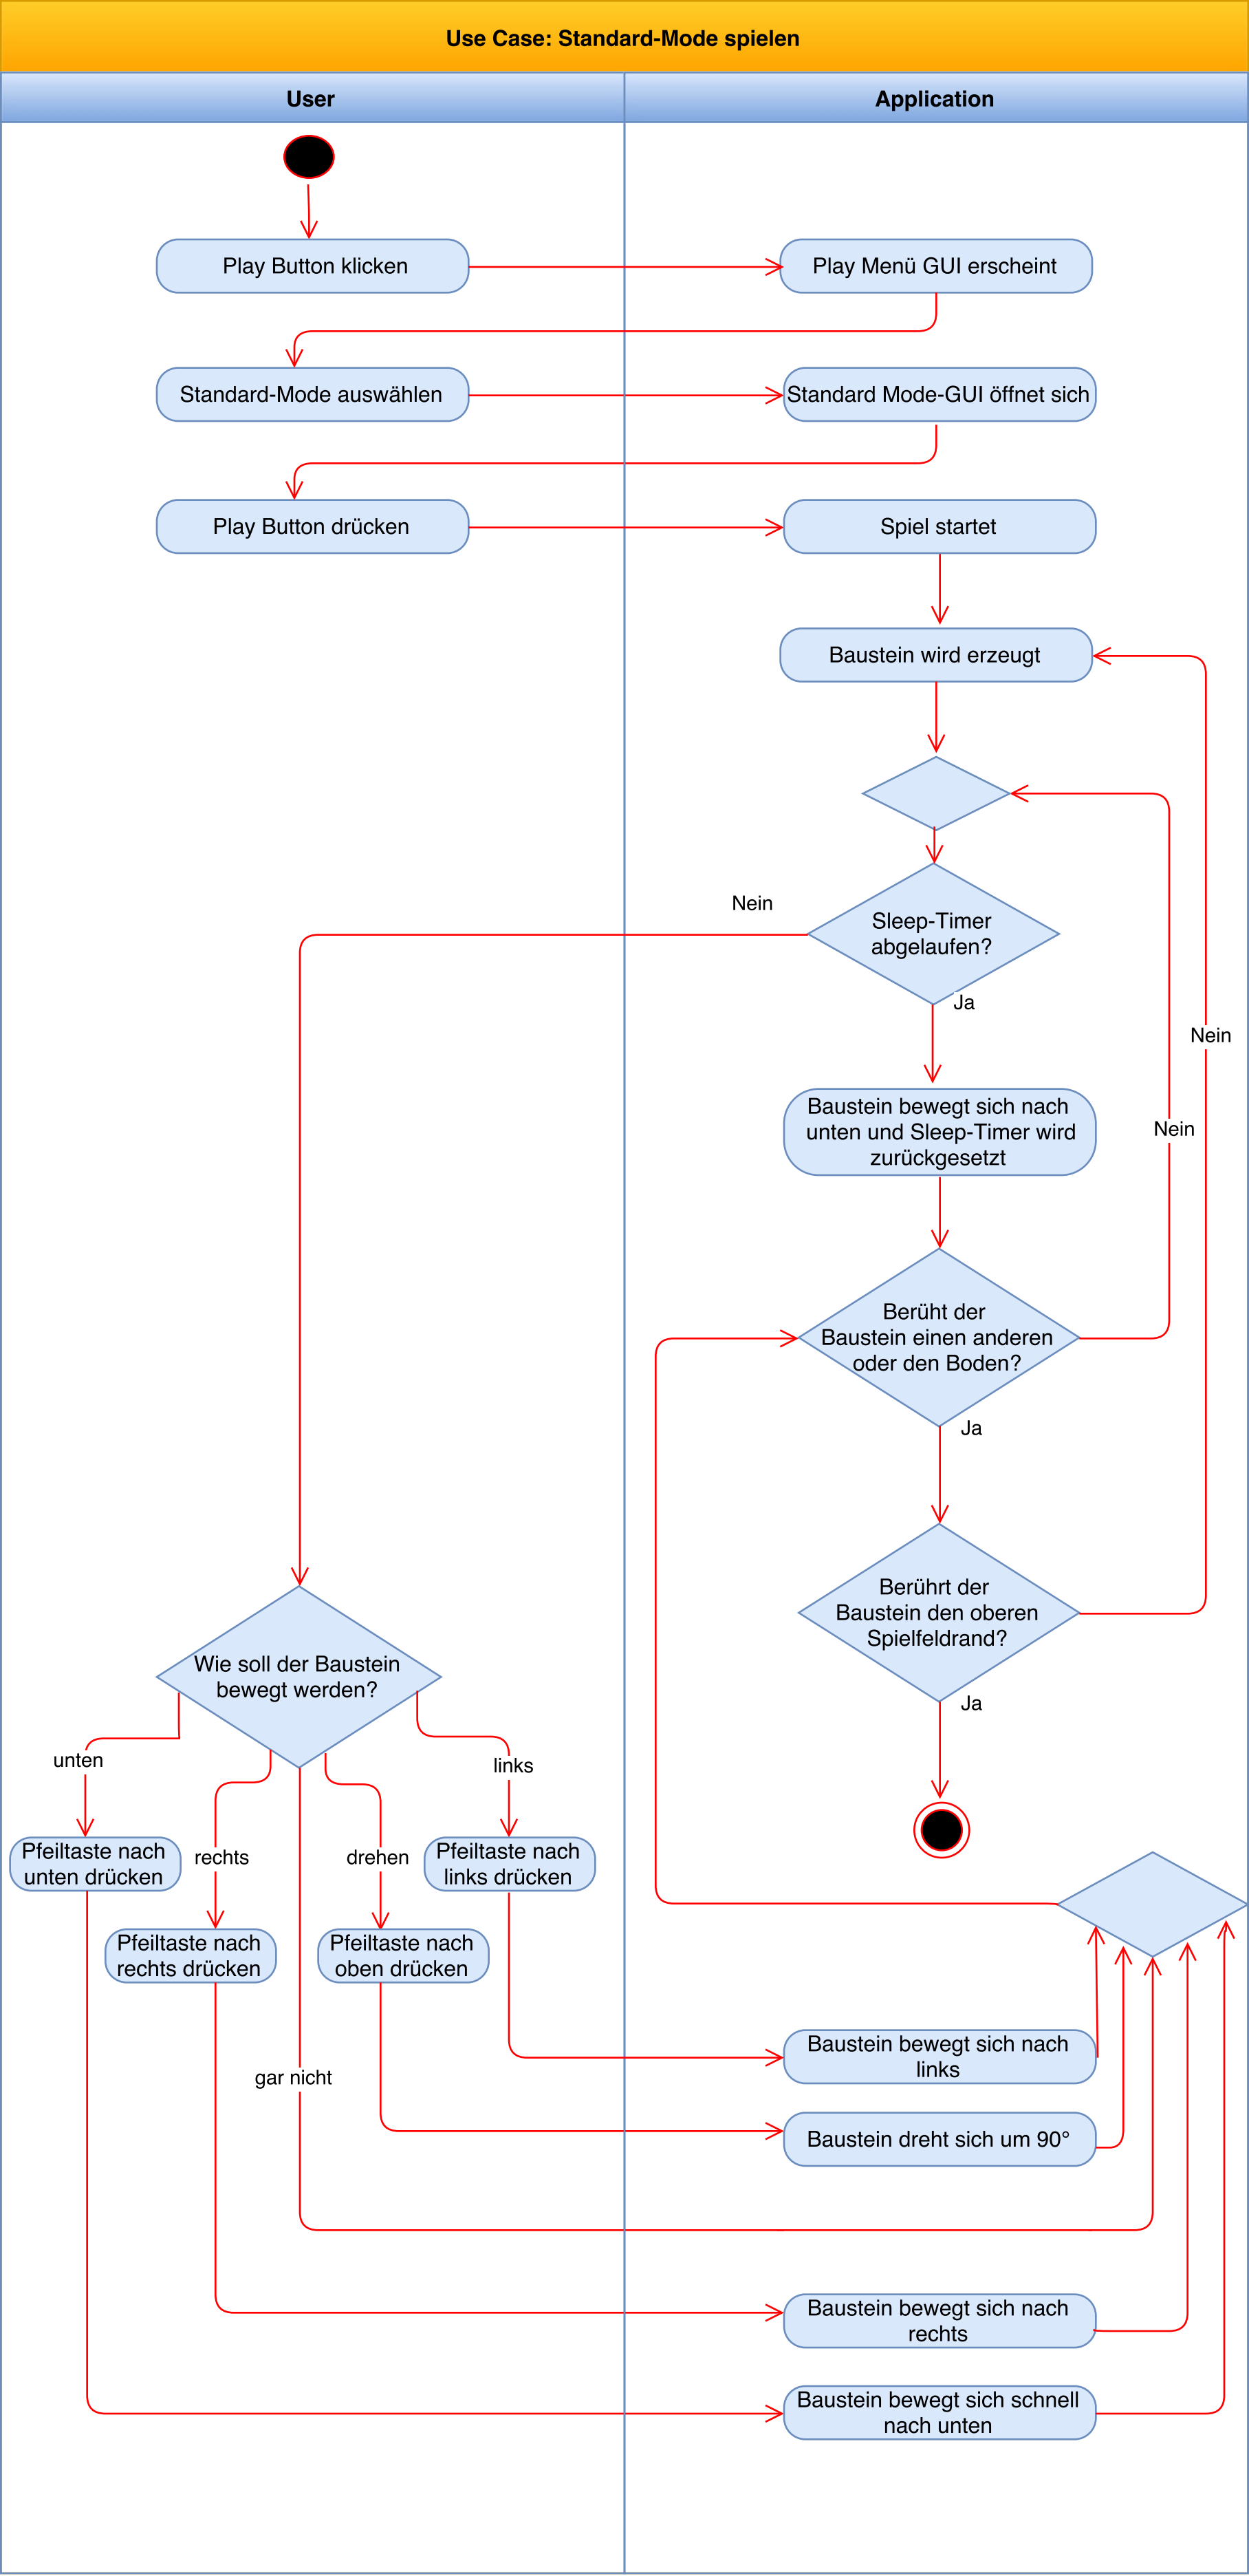 Use Case: Standard-Mode spielen
User
Application
Play Button klicken
Play Menü GUI erscheint
Standard-Mode auswählen
Standard Mode-GUI öffnet sich
Play Button drücken
Spiel startet
Baustein wird erzeugt
Nein
Sleep-Timer
abgelaufen?
Ja
Nein
Baustein bewegt sich nach
unten und Sleep-Timer wird
zurückgesetzt
Nein
Berüht der
Baustein einen anderen
oder den Boden?
Ja
Berührt der
Baustein den oberen
Spielfeldrand?
Ja
Wie soll der Baustein
bewegt werden?
unten
links
rechts
drehen
Pfeiltaste nach
unten drücken
Pfeiltaste nach
links drücken
Pfeiltaste nach
rechts drücken
Pfeiltaste nach
oben drücken
gar nicht
Baustein bewegt sich nach
links
Baustein dreht sich um 90°
Baustein bewegt sich nach
rechts
Baustein bewegt sich schnell
nach unten